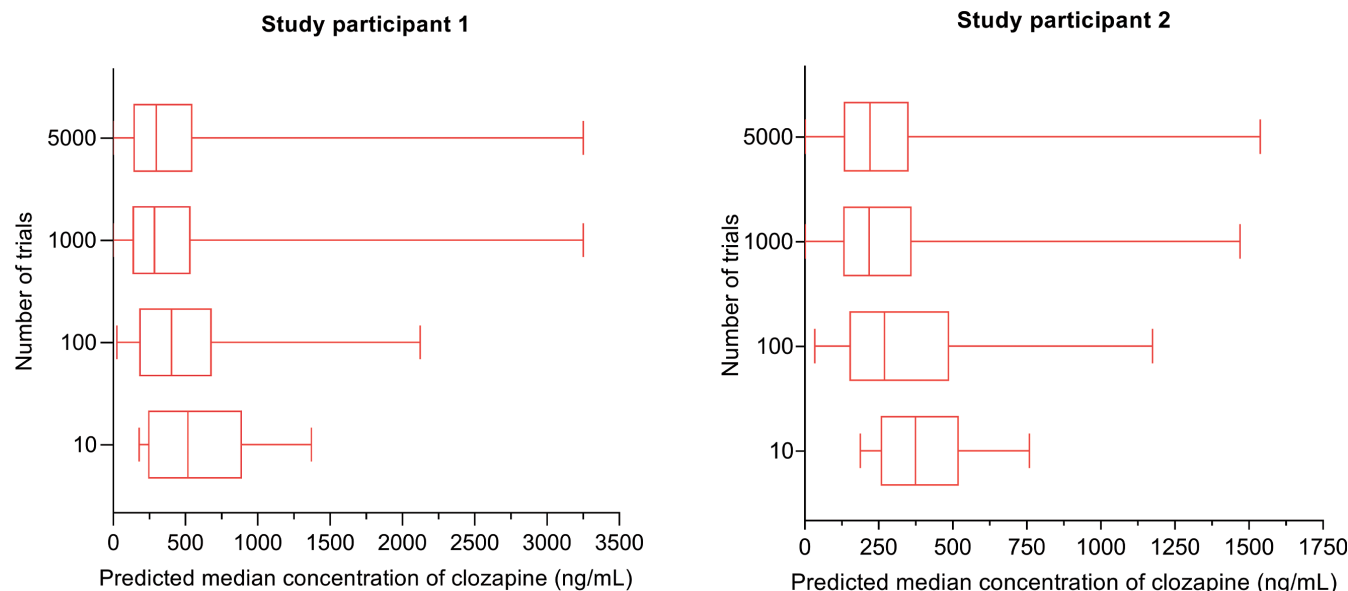 Study participant 1
Number of trials
5000
1000
100
10
0 500 1000 1500 2000 2500 3000 3500
Predicted median concentration of clozapine (ng/mL)
Study participant 2
Number of trials
5000
1000
100
10
0 250 500 750 1000 1250 1500 1750
Predicted median concentration of clozapine (ng/mL)